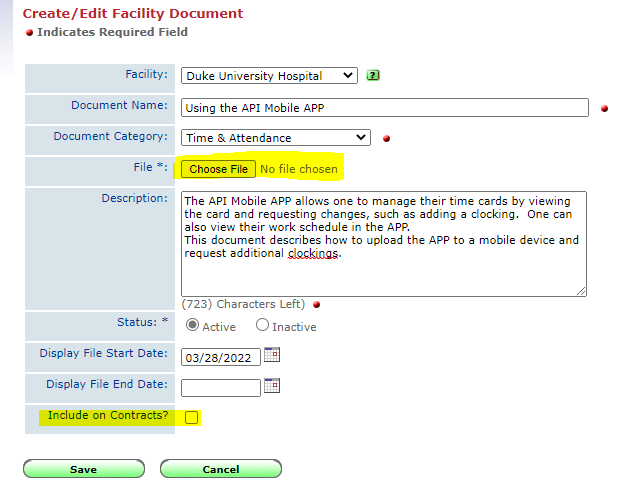 Create/Edit Facility Document
Indicates Required Field
Facility: Duke University Hospital ?
Document Name: Using the API Mobile APP
Document Category: Time & Attendance
File *: Choose File No file chosen
Description: The API Mobile APP allows one to manage their time cards by viewing
the card and requesting changes, such as adding a clocking. One can
also view their work schedule in the APP.
This document describes how to upload the APP to a mobile device and
request additional clockings.
(723) Characters Left)
Status: * Active Inactive
Display File Start Date: 03/28/2022
Display File End Date:
Include on Contracts?
Save Cancel